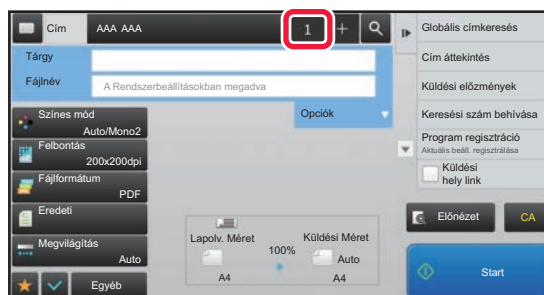 Cím
AAA AAA
1
+
Tárgy
Fájlnév
A Rendszerbeállításokban megadva
Színes mód
Auto/Mono2
Opciók
Felbontás
200x200dpi
Fájlformátum
PDF
Eredeti
Megvilágítás
Auto
Egyéb
Lapolv. Méret
A4
100%
Küldési Méret
Auto
A4
Globális címkeresés
Cím áttekintés
Küldési előzmények
Keresési szám behívása
Program regisztráció
Aktuális beáll. regisztrálása
Küldési
hely link
Előnézet
CA
Start